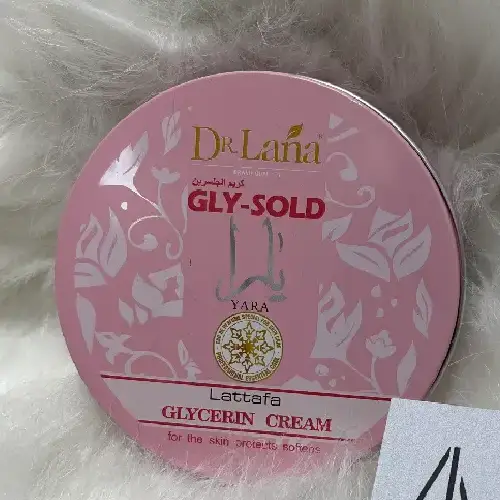 Dr. Lana
كريم الجلسرين
GLY-SOLD
يارا
YARA
Lattafa
GLYCERIN CREAM
for the skin protects softens